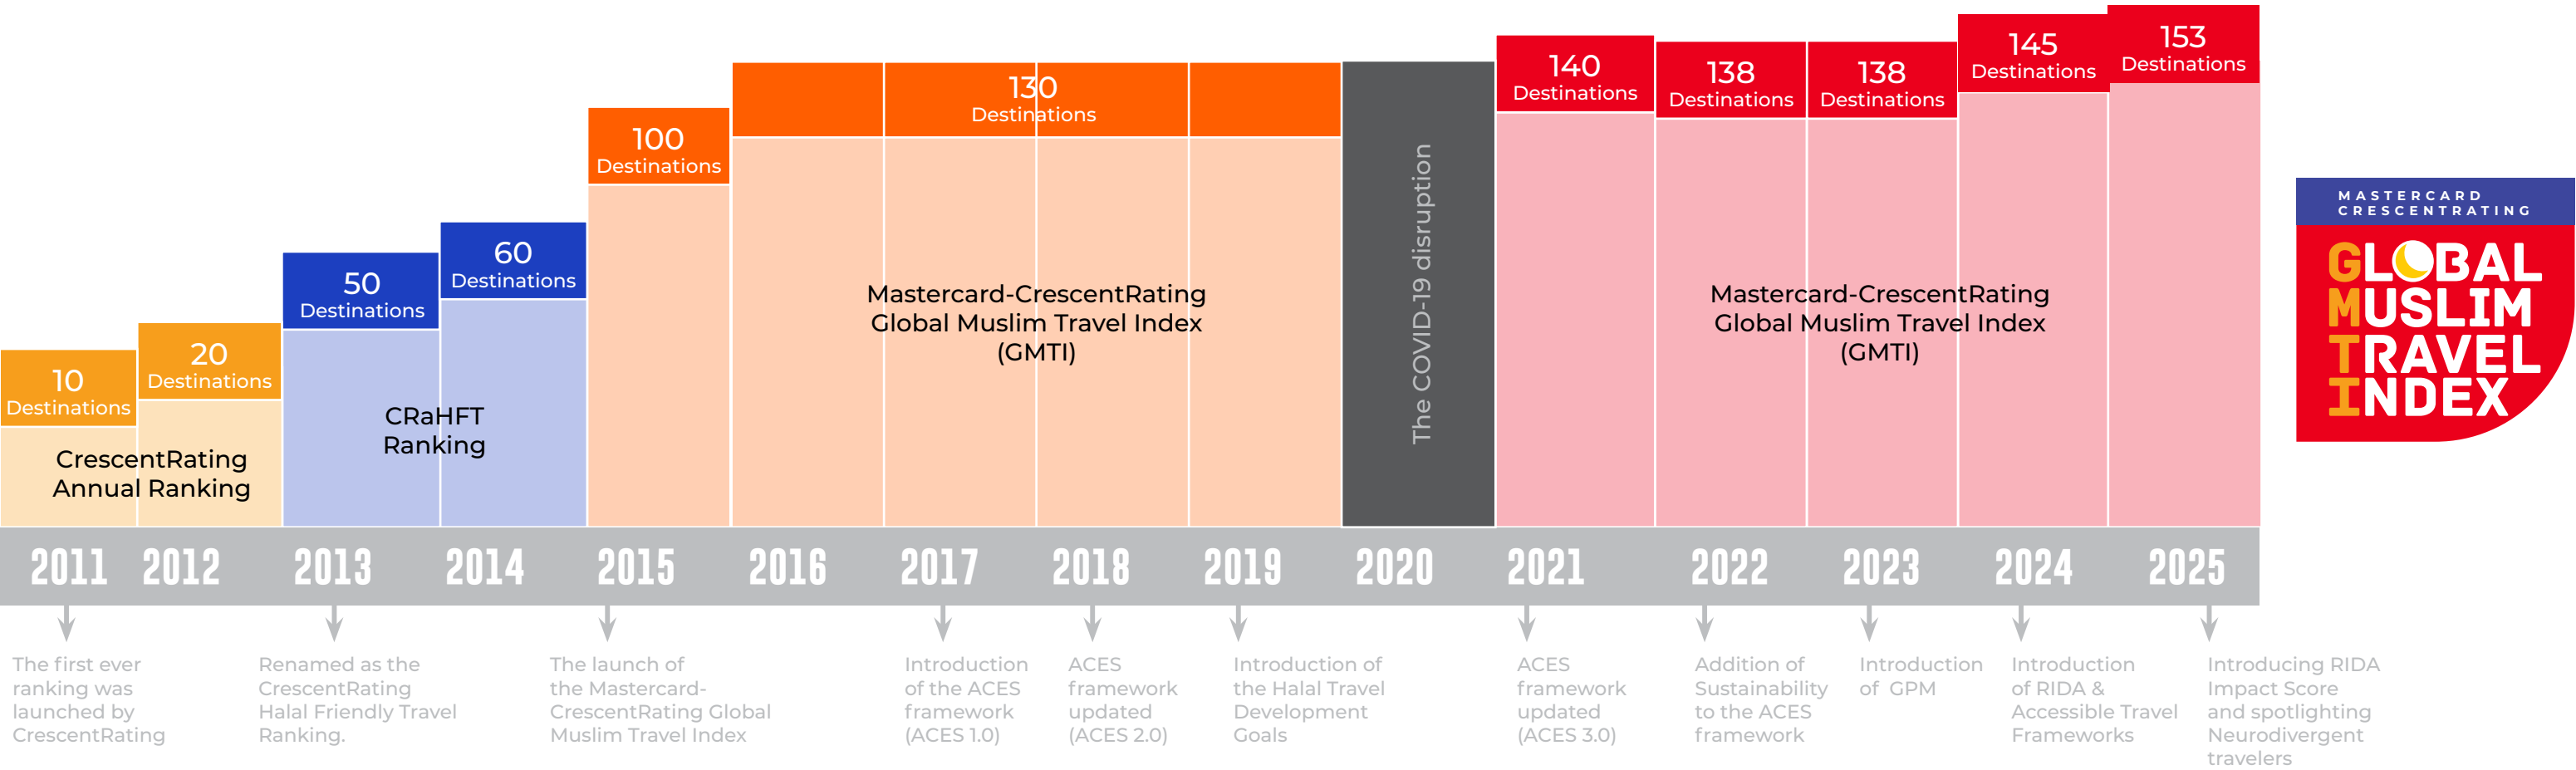 10
Destinations
20
Destinations
50
Destinations
60
Destinations
100
Destinations
130
Destinations
140
Destinations
138
Destinations
138
Destinations
145
Destinations
153
Destinations
CrescentRating
Annual Ranking
CRaHFT
Ranking
Mastercard-CrescentRating
Global Muslim Travel Index
(GMTI)
The COVID-19 disruption
Mastercard-CrescentRating
Global Muslim Travel Index
(GMTI)
MASTERCARD
CRESCENTRATING
GLOBAL
MUSLIM
TRAVEL
INDEX
2011 2012 2013 2014 2015 2016 2017 2018 2019 2020 2021 2022 2023 2024 2025
The first ever
ranking was
launched by
CrescentRating
Renamed as the
CrescentRating
Halal Friendly Travel
Ranking.
The launch of
the Mastercard-
CrescentRating Global
Muslim Travel Index
Introduction
of the ACES
framework
(ACES 1.0)
ACES
framework
updated
(ACES 2.0)
Introduction of
the Halal Travel
Development
Goals
ACES
framework
updated
(ACES 3.0)
Addition of
Sustainability
to the ACES
framework
Introduction
of GPM
Introduction
of RIDA &
Accessible Travel
Frameworks
Introducing RIDA
Impact Score
and spotlighting
Neurodivergent
travelers